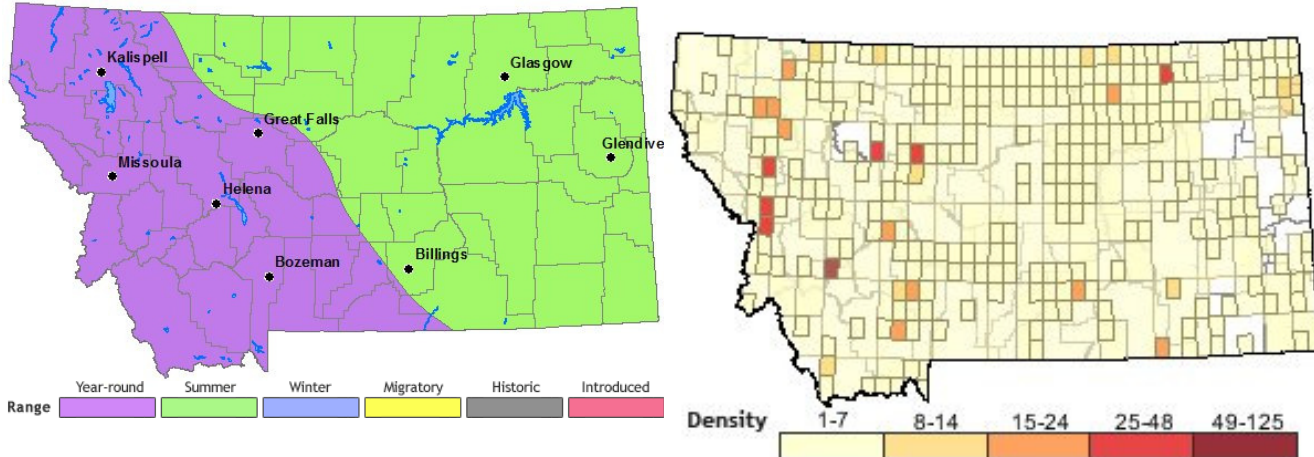 Kalispell
Glasgow
Great Falls
Glendive
Missoula
Helena
Billings
Bozeman
Year-round Summer Winter Migratory Historic Introduced
Range
Density 1-7 8-14 15-24 25-48 49-125